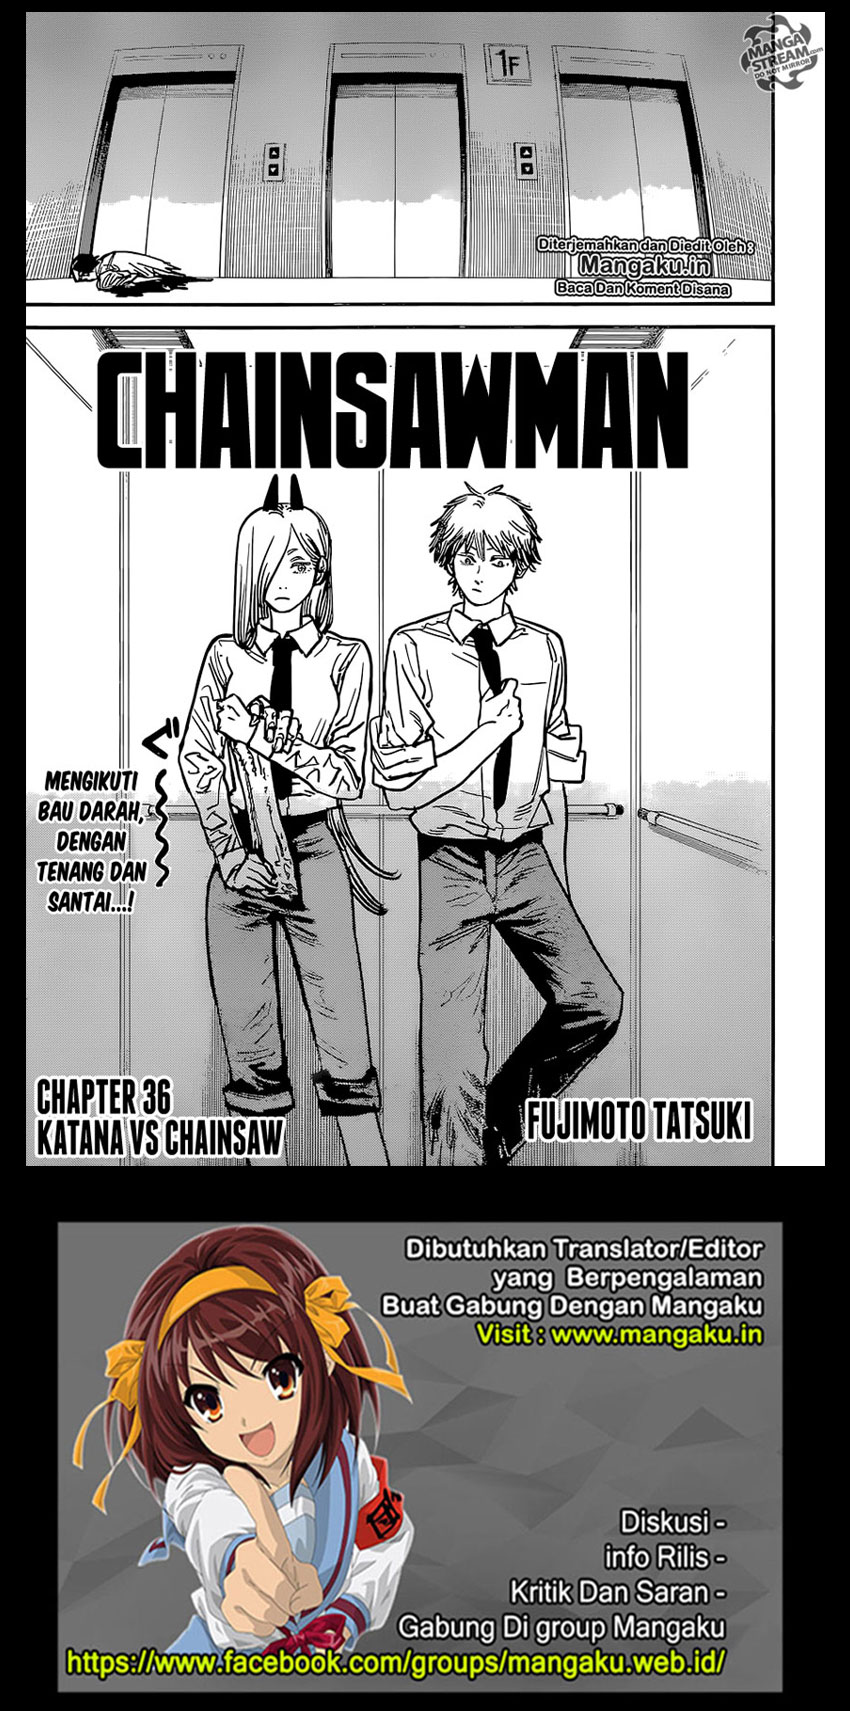 MANGA
STREAM.com
DO NOT MIRROR
1F
Diterjemahkan dan Diedit Oleh :
Mangaku.in
Baca Dan Koment Disana
CHAINSAWMAN
MENGIKUTI
BAU DARAH,
DENGAN
TENANG DAN
SANTAI...!
CHAPTER 36
KATANA VS CHAINSAW
FUJIMOTO TATSUKI
Dibutuhkan Translator/Editor
yang Berpengalaman
Buat Gabung Dengan Mangaku
Visit : www.mangaku.in
Diskusi -
info Rilis -
Kritik Dan Saran -
Gabung Di group Mangaku
https://www.facebook.com/groups/mangaku.web.id/